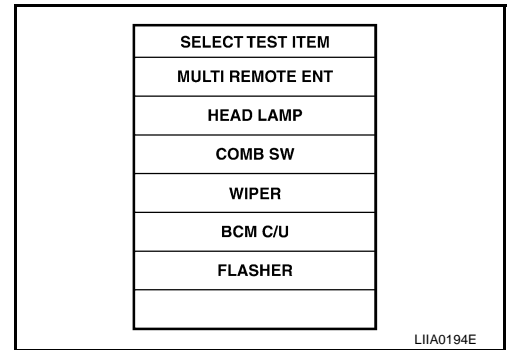 SELECT TEST ITEM
MULTI REMOTE ENT
HEAD LAMP
COMB SW
WIPER
BCM C/U
FLASHER
LIIA0194E